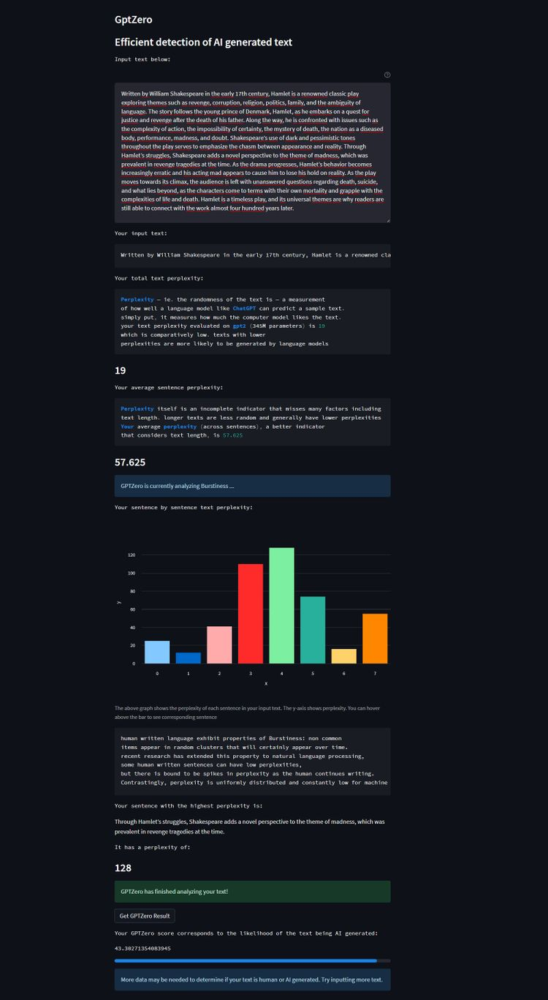 GptZero
Efficient detection of AI generated text
Input text below:
Written by William Shakespeare in the early 17th century, Hamlet is a renowned classic play
exploring themes such as revenge, corruption, religion, politics, family, and the ambiguity of
language. The story follows the young prince of Denmark, Hamlet, as he embarks on a quest for
justice and revenge after the death of his father. Along the way, he is confronted with issues such as
the complexity of action, the impossibility of certainty, the mystery of death, the nation as a diseased
body, performance, madness, and doubt. Shakespeare's use of dark and pessimistic tones
throughout the play serves to emphasize the chasm between appearance and reality. Through
Hamlet's struggles, Shakespeare adds a novel perspective to the theme of madness, which was
prevalent in revenge tragedies at the time. As the drama progresses, Hamlet's behavior becomes
increasingly erratic and his acting mad appears to cause him to lose his hold on reality. As the play
moves towards its climax, the audience is left with unanswered questions regarding death, suicide,
and what lies beyond, as the characters come to terms with their own mortality and grapple with the
complexities of life and death. Hamlet is a timeless play, and its universal themes are why readers are
still able to connect with the work almost four hundred years later.
Your input text:
Written by William Shakespeare in the early 17th century, Hamlet is a renowned cla
Your total text perplexity:
Perplexity — ie. the randomness of the text is — a measurement
of how well a language model like ChatGPT can predict a sample text.
simply put, it measures how much the computer model likes the text.
your text perplexity evaluated on gpt2 (345M parameters) is 19
which is comparatively low. texts with lower
perplexities are more likely to be generated by language models
19
Your average sentence perplexity:
Perplexity itself is an incomplete indicator that misses many factors including
text length. longer texts are less random and generally have lower perplexities
Your average perplexity (across sentences), a better indicator
that considers text length, is 57.625
57.625
GPTZero is currently analyzing Burstiness ...
Your sentence by sentence text perplexity:
120
100
80
60
40
20
0
y
0 1 2 3 4 5 6 7
x
The above graph shows the perplexity of each sentence in your input text. The y-axis shows perplexity. You can hover
above the bar to see corresponding sentence
human written language exhibit properties of Burstiness: non common
items appear in random clusters that will certainly appear over time.
recent research has extended this property to natural language processing,
some human written sentences can have low perplexities,
but there is bound to be spikes in perplexity as the human continues writing.
Contrastingly, perplexity is uniformly distributed and constantly low for machine
Your sentence with the highest perplexity is:
Through Hamlet's struggles, Shakespeare adds a novel perspective to the theme of madness, which was
prevalent in revenge tragedies at the time.
It has a perplexity of:
128
GPTZero has finished analyzing your text!
Get GPTZero Result
Your GPTZero score corresponds to the likelihood of the text being AI generated:
43.30271354083945
More data may be needed to determine if your text is human or AI generated. Try inputting more text.